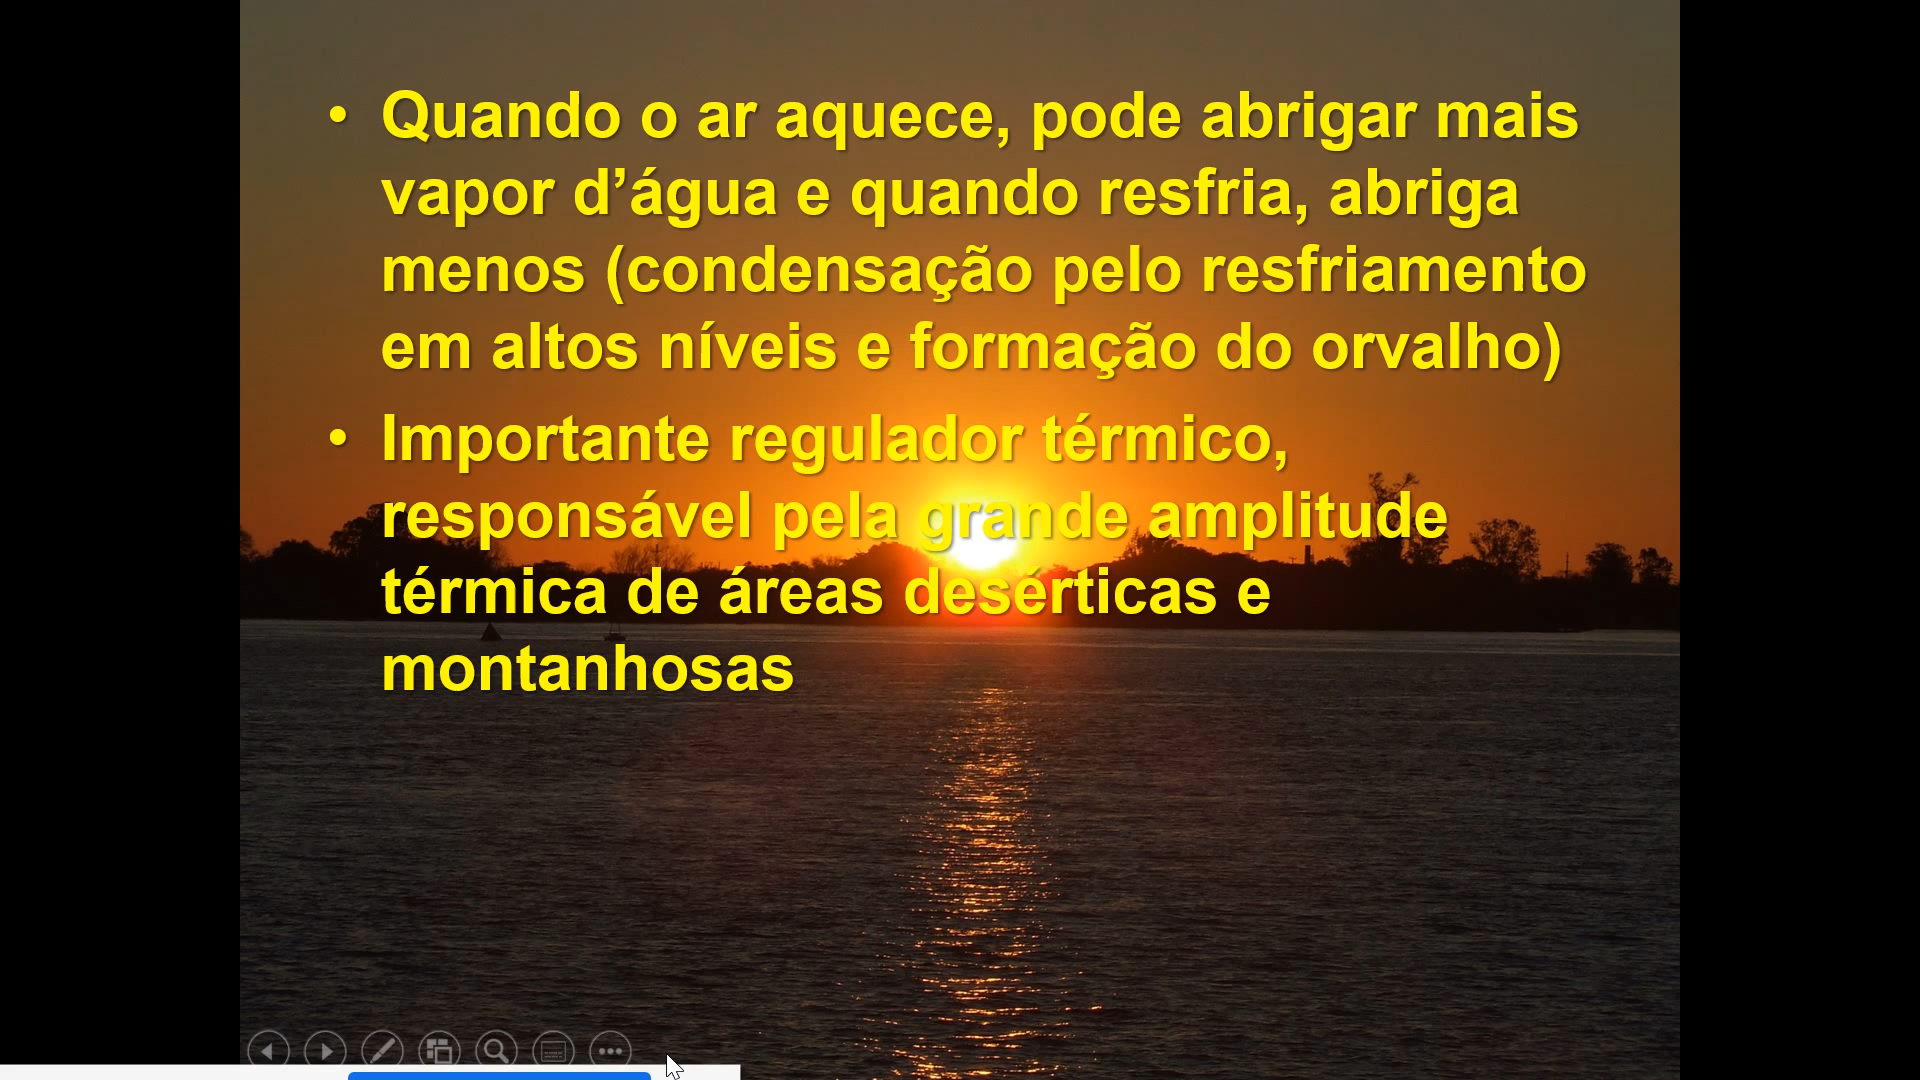 • Quando o ar aquece, pode abrigar mais
vapor d’água e quando resfria, abriga
menos (condensação pelo resfriamento
em altos níveis e formação do orvalho)
• Importante regulador térmico,
responsável pela grande amplitude
térmica de áreas desérticas e
montanhosas